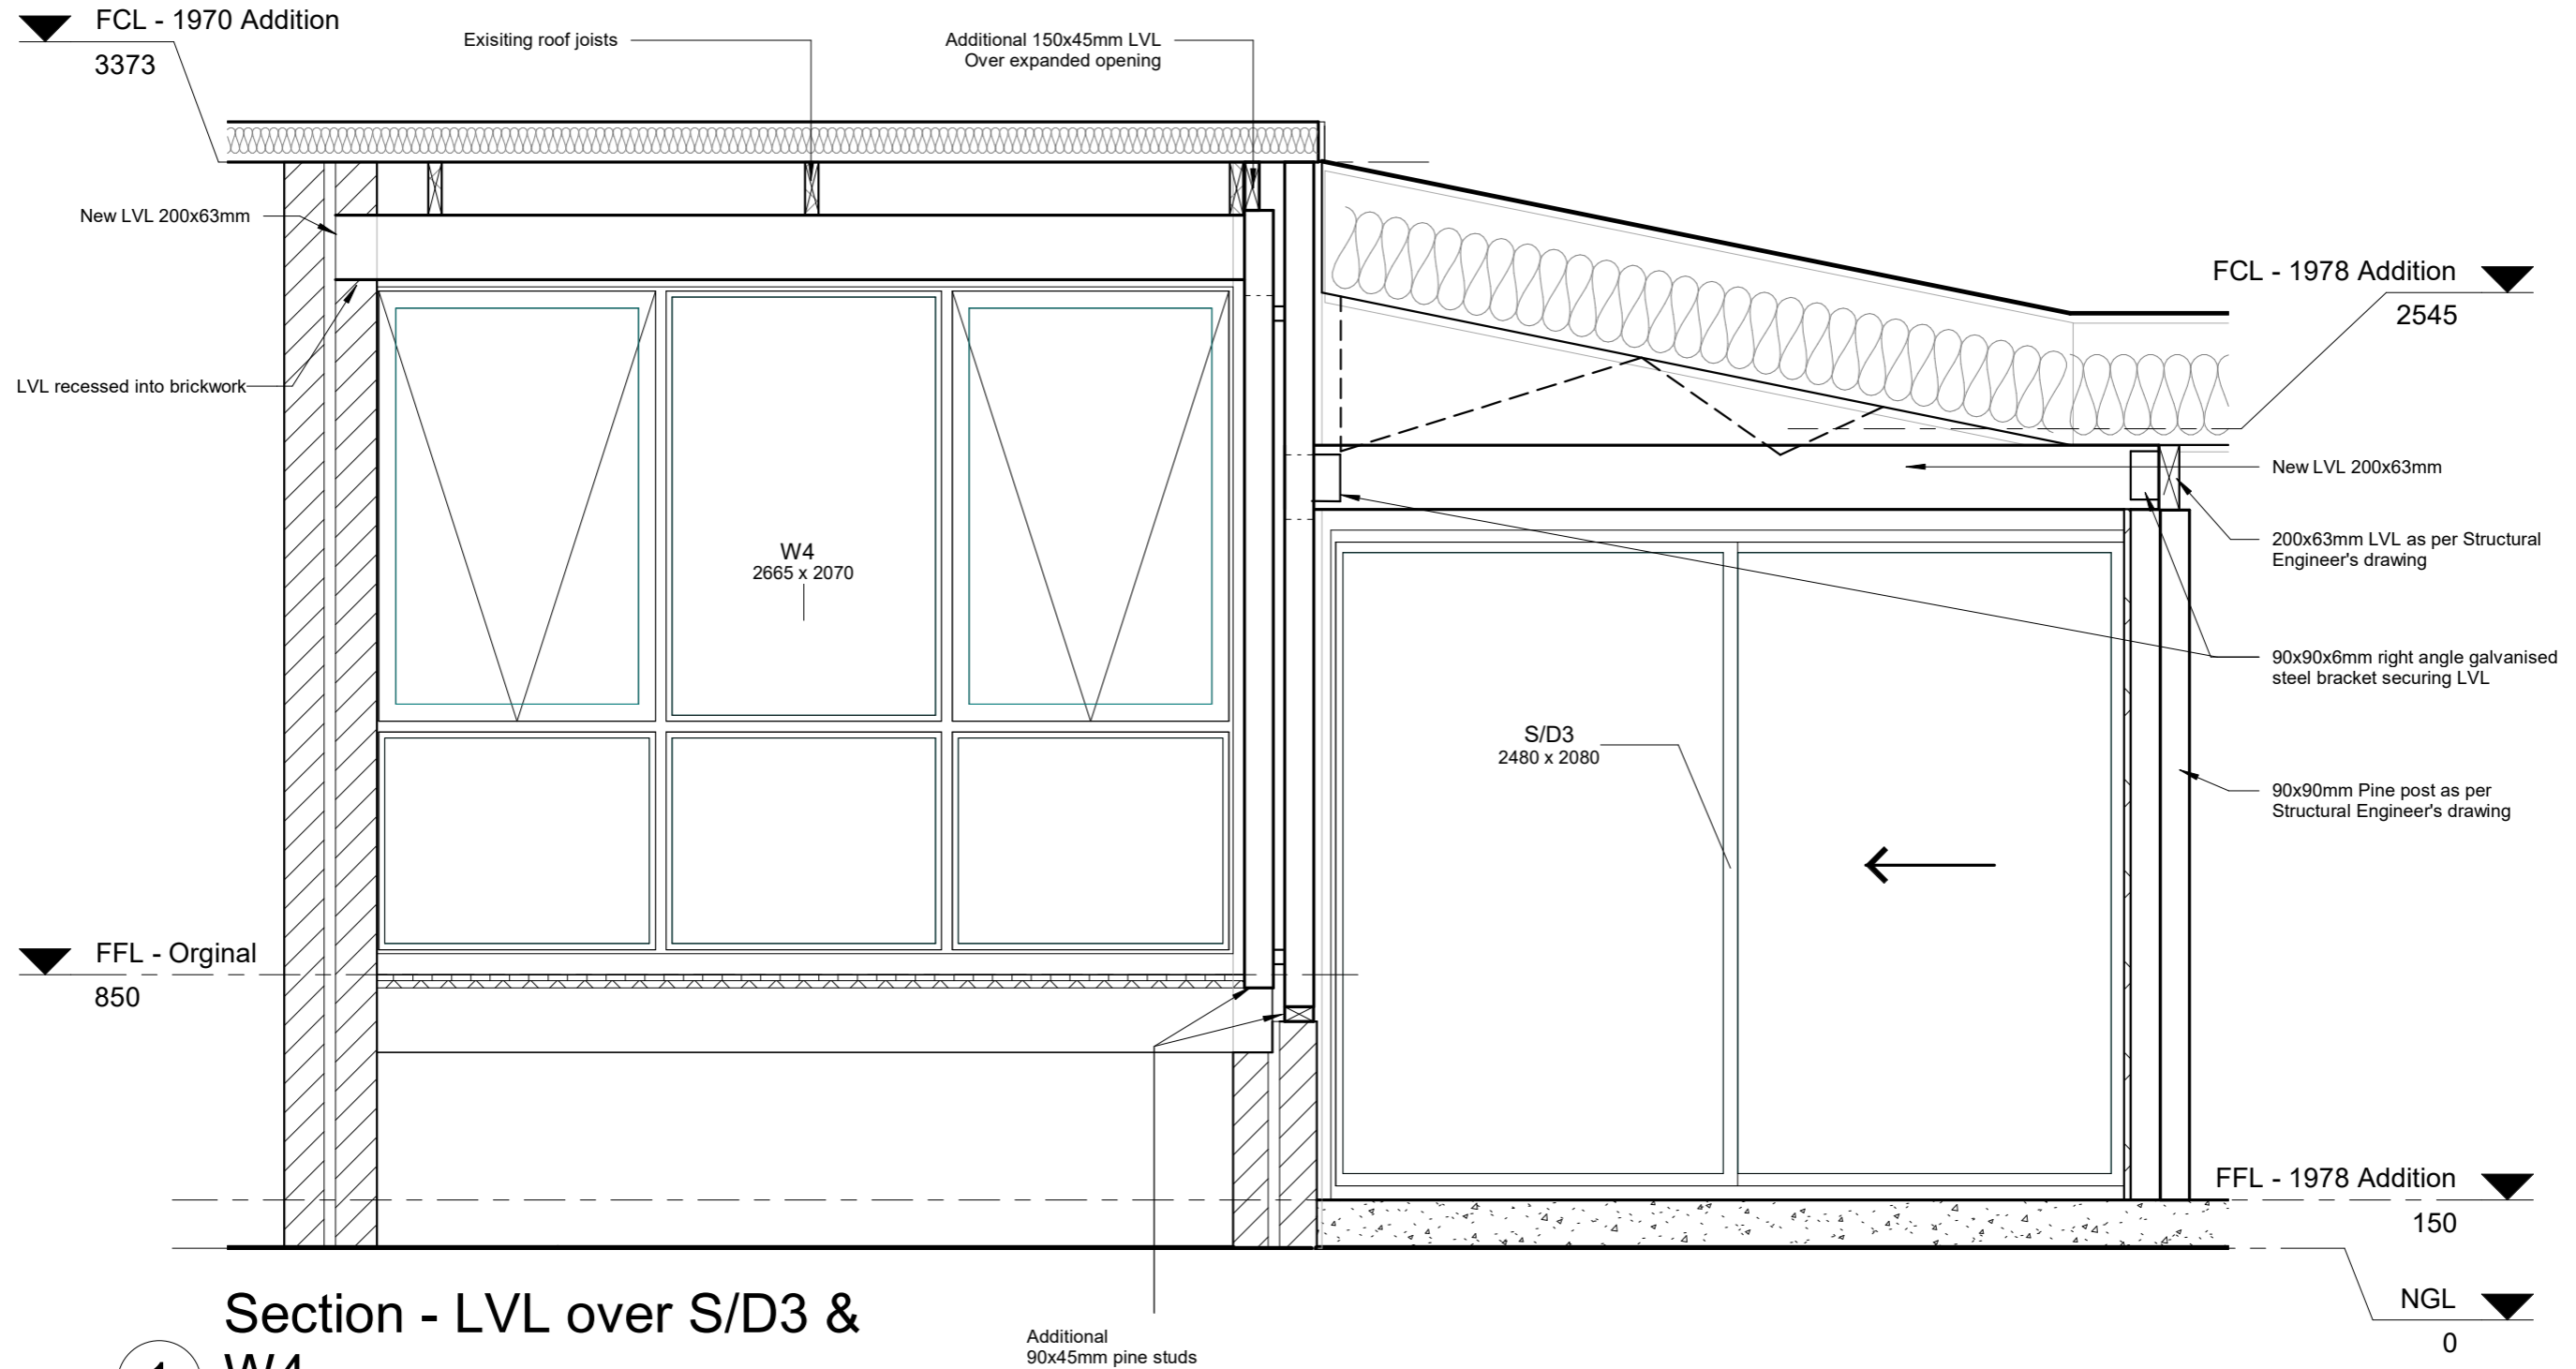 FCL - 1970 Addition
3373
Exisiting roof joists
Additional 150x45mm LVL
Over expanded opening
New LVL 200x63mm
LVL recessed into brickwork
FCL - 1978 Addition
2545
New LVL 200x63mm
200x63mm LVL as per Structural
Engineer's drawing
W4
2665 x 2070
90x90x6mm right angle galvanised
steel bracket securing LVL
S/D3
2480 x 2080
90x90mm Pine post as per
Structural Engineer's drawing
FFL - Orginal
850
FFL - 1978 Addition
150
NGL
0
Section - LVL over S/D3 &
W4
1
Additional
90x45mm pine studs